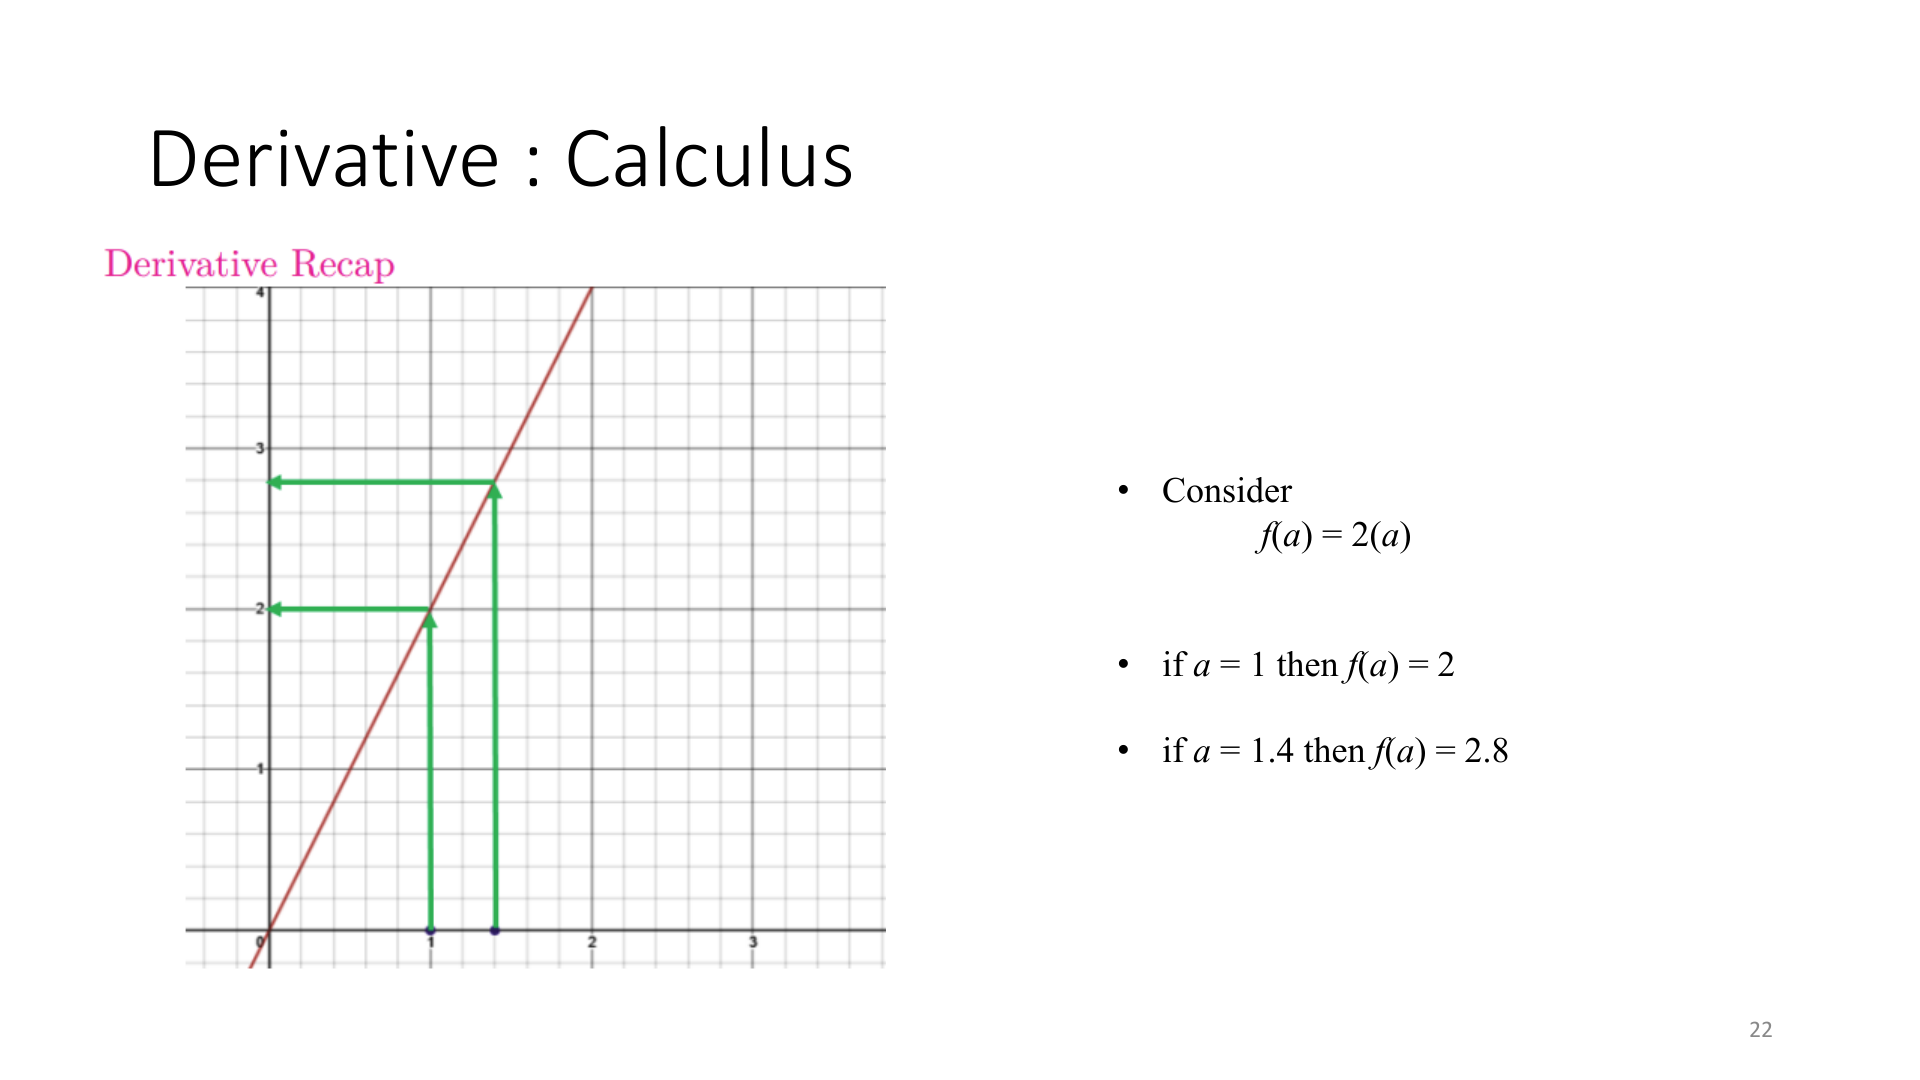 Derivative : Calculus
Derivative Recap
4
3
2
1
0 1 2 3
• Consider
f(a) = 2(a)
• if a = 1 then f(a) = 2
• if a = 1.4 then f(a) = 2.8
22